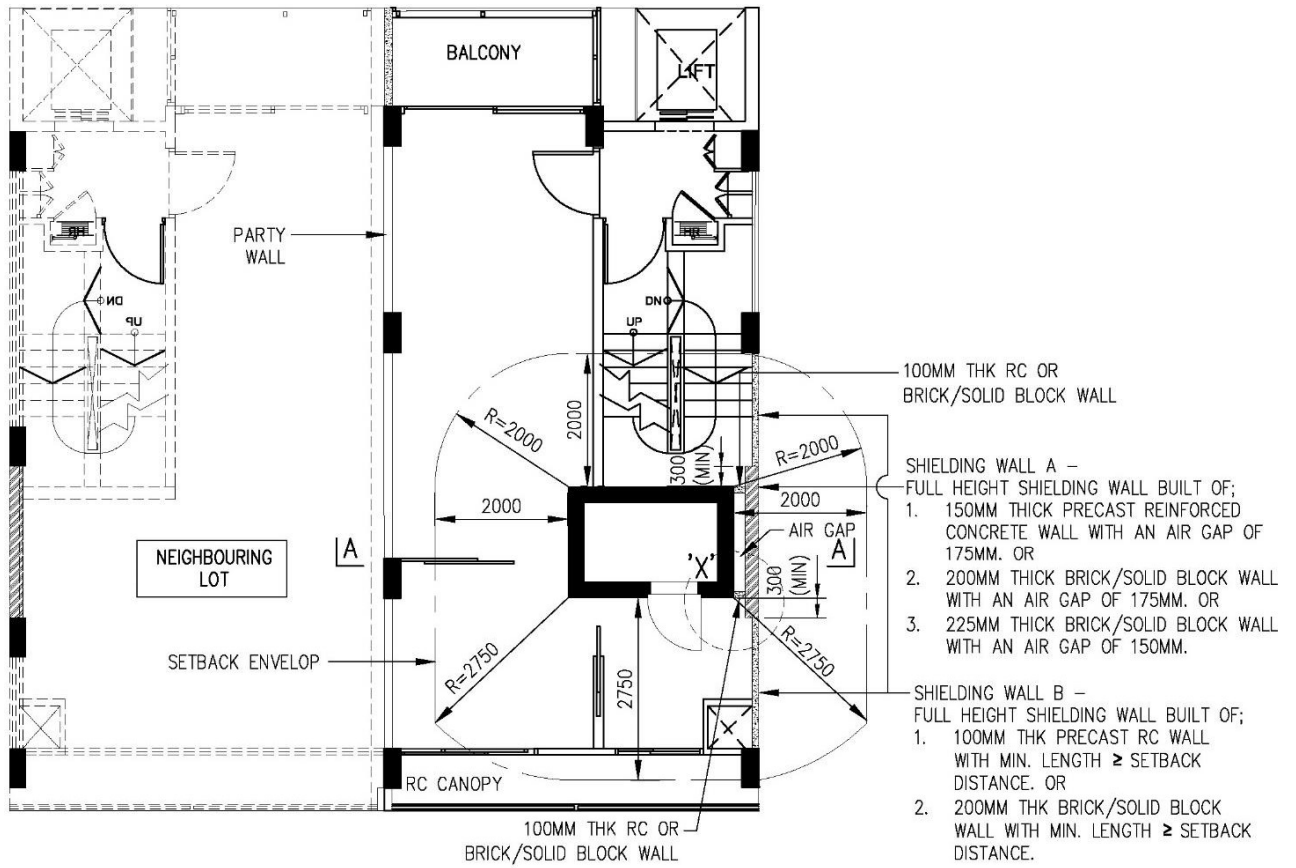 BALCONY
LIFT
PARTY
WALL
HR
HR
DN
UP
DN
UP
100MM THK RC OR
BRICK/SOLID BLOCK WALL
R=2000
2000
300
(MIN)
R=2000
SHIELDING WALL A –
FULL HEIGHT SHIELDING WALL BUILT OF;
1. 150MM THICK PRECAST REINFORCED
CONCRETE WALL WITH AN AIR GAP OF
175MM. OR
2. 200MM THICK BRICK/SOLID BLOCK WALL
WITH AN AIR GAP OF 175MM. OR
3. 225MM THICK BRICK/SOLID BLOCK WALL
WITH AN AIR GAP OF 150MM.
2000
2000
AIR GAP
NEIGHBOURING
LOT
A
A
'X'
300
(MIN)
SETBACK ENVELOP
R=2750
2750
R=2750
SHIELDING WALL B –
FULL HEIGHT SHIELDING WALL BUILT OF;
1. 100MM THK PRECAST RC WALL
WITH MIN. LENGTH ≥ SETBACK
DISTANCE. OR
2. 200MM THK BRICK/SOLID BLOCK
WALL WITH MIN. LENGTH ≥ SETBACK
DISTANCE.
RC CANOPY
100MM THK RC OR
BRICK/SOLID BLOCK WALL